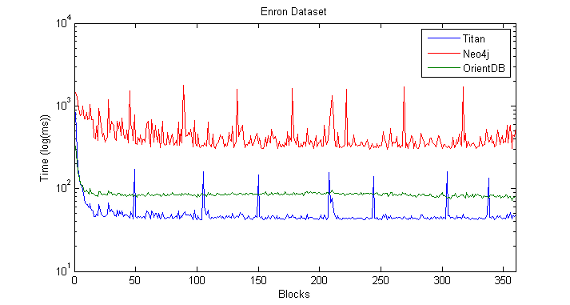 Enron Dataset
Titan
Neo4j
OrientDB
Time (log(ms))
10^4
10^3
10^2
10^1
0 50 100 150 200 250 300 350
Blocks